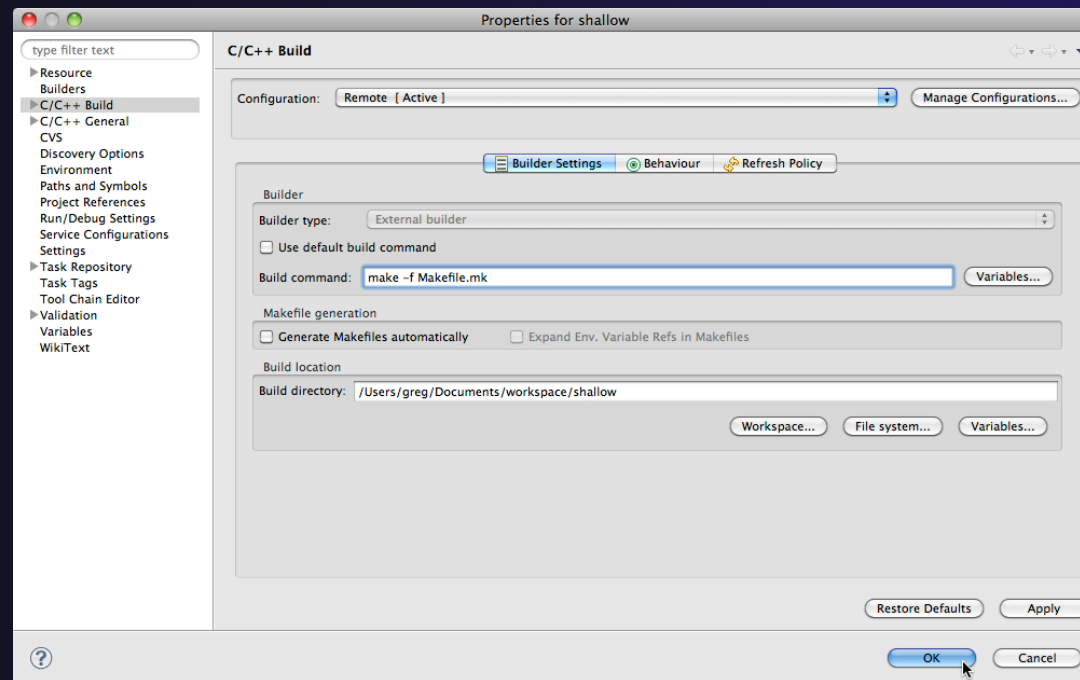 Properties for shallow
type filter text
Resource
Builders
C/C++ Build
C/C++ General
CVS
Discovery Options
Environment
Paths and Symbols
Project References
Run/Debug Settings
Service Configurations
Settings
Task Repository
Task Tags
Tool Chain Editor
Validation
Variables
WikiText
C/C++ Build
Configuration: Remote [ Active ] Manage Configurations...
Builder Settings Behaviour Refresh Policy
Builder
Builder type: External builder
Use default build command
Build command: make -f Makefile.mk Variables...
Makefile generation
Generate Makefiles automatically Expand Env. Variable Refs in Makefiles
Build location
Build directory: /Users/greg/Documents/workspace/shallow
Workspace... File system... Variables...
Restore Defaults Apply
? OK Cancel